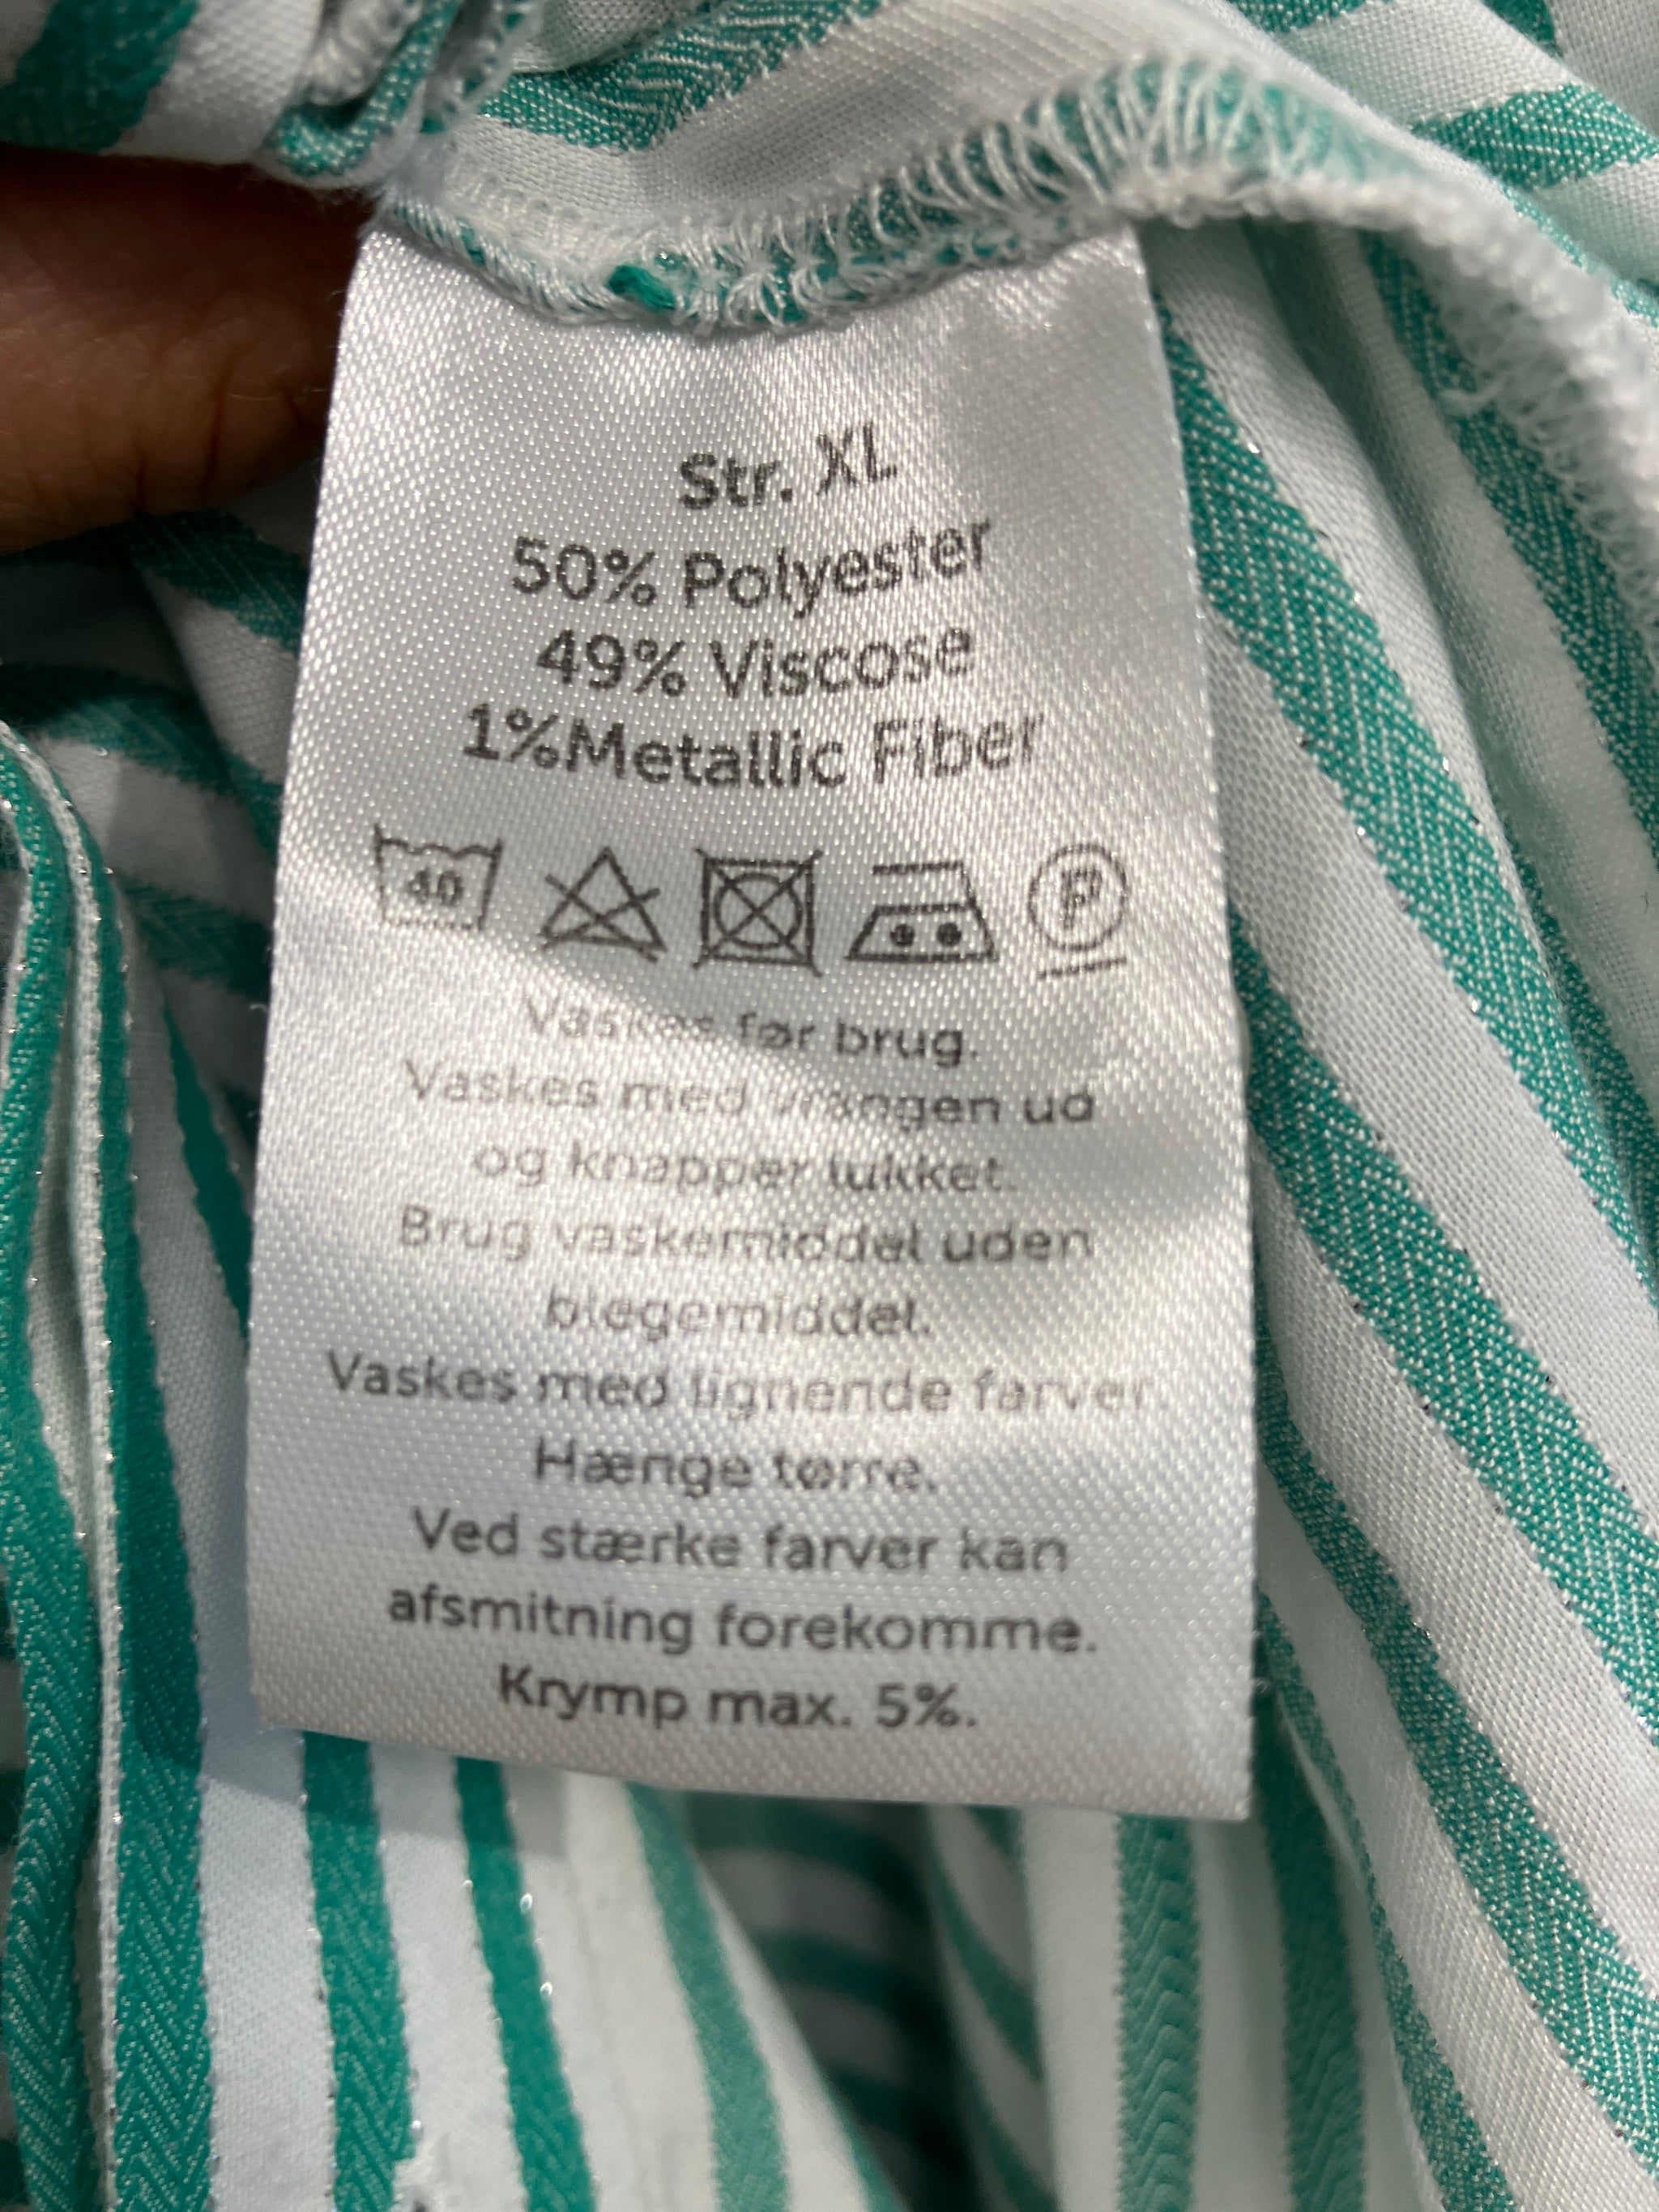 Str. XL
50% Polyester
49% Viscose
1%Metallic Fiber
40
P
Vaskes før brug.
Vaskes med vrangen ud
og knapper lukket.
Brug vaskemiddel uden
blegemiddel.
Vaskes med lignende farver.
Hænge tørre.
Ved stærke farver kan
afsmitning forekomme.
Krymp max. 5%.